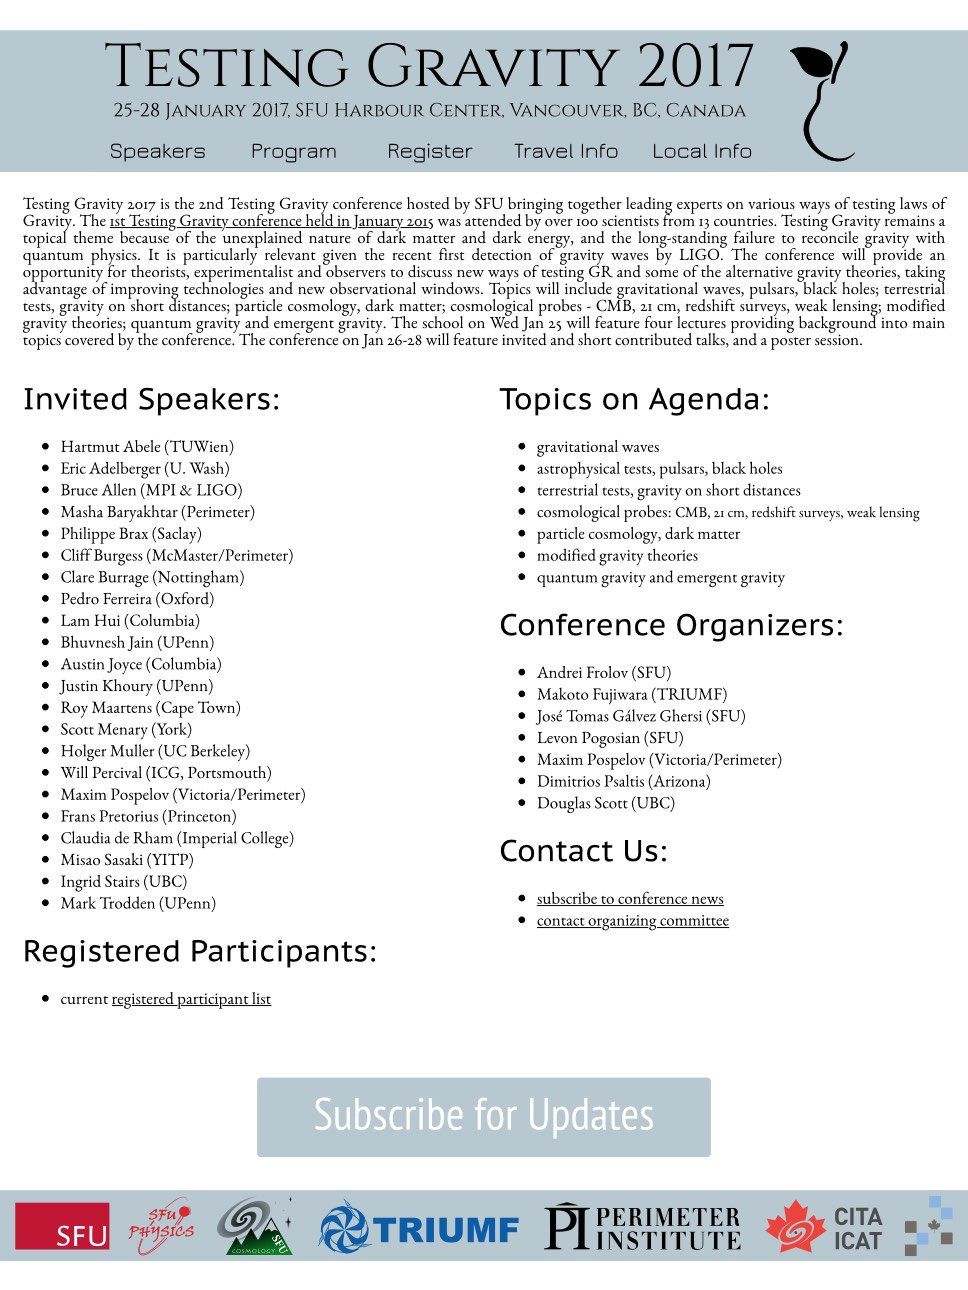 Testing Gravity 2017
25-28 January 2017, SFU Harbour Center, Vancouver, BC, Canada
Speakers Program Register Travel Info Local Info
Testing Gravity 2017 is the 2nd Testing Gravity conference hosted by SFU bringing together leading experts on various ways of testing laws of
Gravity. The 1st Testing Gravity conference held in January 2015 was attended by over 100 scientists from 13 countries. Testing Gravity remains a
topical theme because of the unexplained nature of dark matter and dark energy, and the long-standing failure to reconcile gravity with
quantum physics. It is particularly relevant given the recent first detection of gravity waves by LIGO. The conference will provide an
opportunity for theorists, experimentalist and observers to discuss new ways of testing GR and some of the alternative gravity theories, taking
advantage of improving technologies and new observational windows. Topics will include gravitational waves, pulsars, black holes; terrestrial
tests, gravity on short distances; particle cosmology, dark matter; cosmological probes - CMB, 21 cm, redshift surveys, weak lensing; modified
gravity theories; quantum gravity and emergent gravity. The school on Wed Jan 25 will feature four lectures providing background into main
topics covered by the conference. The conference on Jan 26-28 will feature invited and short contributed talks, and a poster session.
Invited Speakers:
Hartmut Abele (TUWien)
Eric Adelberger (U. Wash)
Bruce Allen (MPI & LIGO)
Masha Baryakhtar (Perimeter)
Philippe Brax (Saclay)
Cliff Burgess (McMaster/Perimeter)
Clare Burrage (Nottingham)
Pedro Ferreira (Oxford)
Lam Hui (Columbia)
Bhuvnesh Jain (UPenn)
Austin Joyce (Columbia)
Justin Khoury (UPenn)
Roy Maartens (Cape Town)
Scott Menary (York)
Holger Muller (UC Berkeley)
Will Percival (ICG, Portsmouth)
Maxim Pospelov (Victoria/Perimeter)
Frans Pretorius (Princeton)
Claudia de Rham (Imperial College)
Misao Sasaki (YITP)
Ingrid Stairs (UBC)
Mark Trodden (UPenn)
Registered Participants:
current registered participant list
Topics on Agenda:
gravitational waves
astrophysical tests, pulsars, black holes
terrestrial tests, gravity on short distances
cosmological probes: CMB, 21 cm, redshift surveys, weak lensing
particle cosmology, dark matter
modified gravity theories
quantum gravity and emergent gravity
Conference Organizers:
Andrei Frolov (SFU)
Makoto Fujiwara (TRIUMF)
José Tomas Gálvez Ghersi (SFU)
Levon Pogosian (SFU)
Maxim Pospelov (Victoria/Perimeter)
Dimitrios Psaltis (Arizona)
Douglas Scott (UBC)
Contact Us:
subscribe to conference news
contact organizing committee
Subscribe for Updates
SFU
SFU PHYSICS
COSMOLOGY SFU
TRIUMF
PI PERIMETER INSTITUTE
CITA ICAT